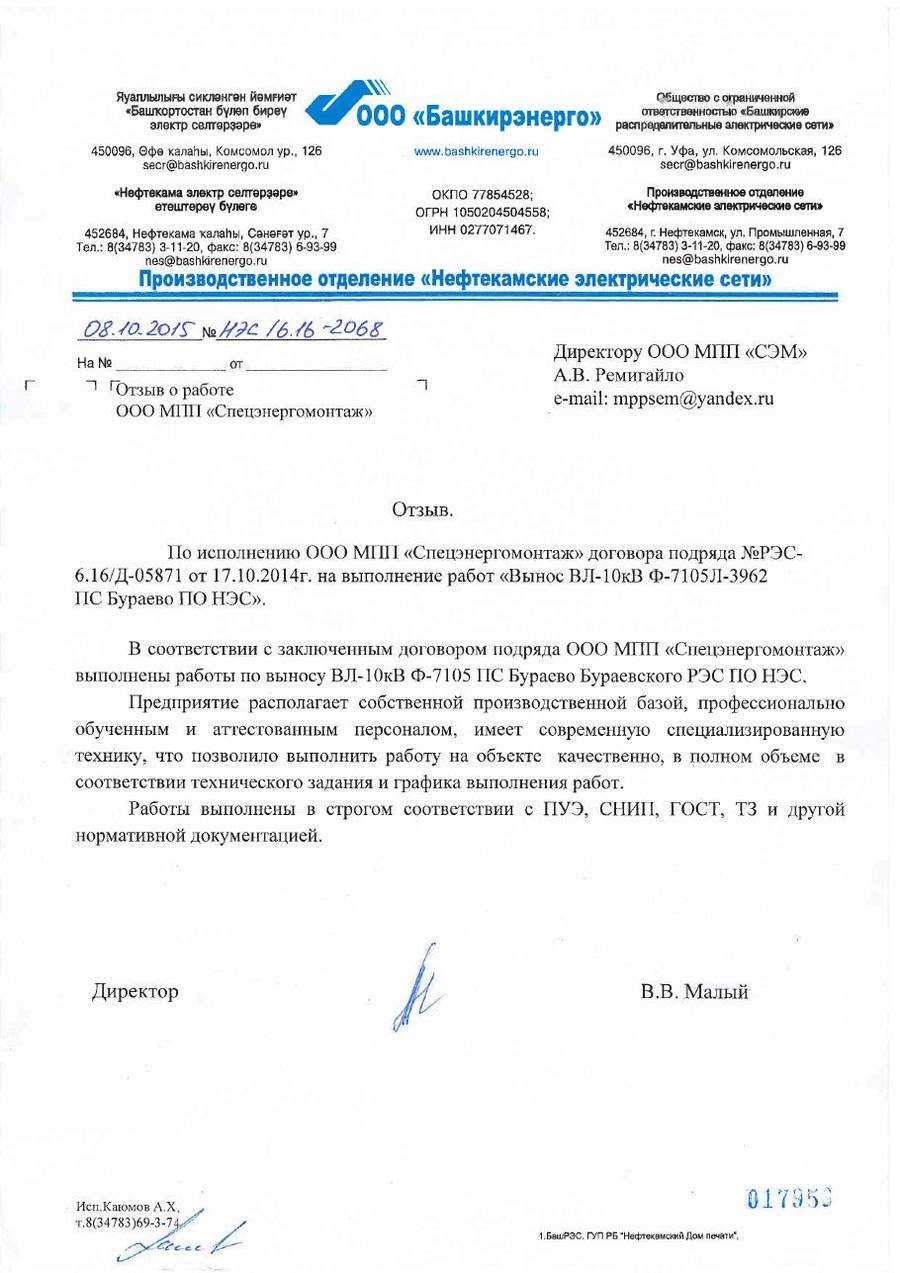 Яуаплылығы сикләнгән йәмғиәт
«Башкортостан бүлеп биреү
электр селтәрҙәре»
450096, Өфө ҡалаһы, Комсомол ур., 126
secr@bashkirenergo.ru
«Нефтекама электр селтәрҙәре»
етештереү бүлеге
452684, Нефтекама ҡалаһы, Сәнәғәт ур., 7
Тел.: 8(34783) 3-11-20, факс: 8(34783) 6-93-99
nes@bashkirenergo.ru
ООО «Башкирэнерго»
www.bashkirenergo.ru
ОКПО 77854528;
ОГРН 1050204504558;
ИНН 0277071467.
Общество с ограниченной
ответственностью «Башкирские
распределительные электрические сети»
450096, г. Уфа, ул. Комсомольская, 126
secr@bashkirenergo.ru
Производственное отделение
«Нефтекамские электрические сети»
452684, г. Нефтекамск, ул. Промышленная, 7
Тел.: 8(34783) 3-11-20, факс: 8(34783) 6-93-99
nes@bashkirenergo.ru
Производственное отделение «Нефтекамские электрические сети»
08.10.2015 № НЭС/6.16-2068
На № ____________ от ____________
Директору ООО МПП «СЭМ»
А.В. Ремигайло
e-mail: mppsem@yandex.ru
Отзыв о работе
ООО МПП «Спецэнергомонтаж»
Отзыв.
По исполнению ООО МПП «Спецэнергомонтаж» договора подряда №РЭС-
6.16/Д-05871 от 17.10.2014г. на выполнение работ «Вынос ВЛ-10кВ Ф-7105Л-3962
ПС Бураево ПО НЭС».
В соответствии с заключенным договором подряда ООО МПП «Спецэнергомонтаж»
выполнены работы по выносу ВЛ-10кВ Ф-7105 ПС Бураево Бураевского РЭС ПО НЭС.
Предприятие располагает собственной производственной базой, профессионально
обученным и аттестованным персоналом, имеет современную специализированную
технику, что позволило выполнить работу на объекте качественно, в полном объеме в
соответствии технического задания и графика выполнения работ.
Работы выполнены в строгом соответствии с ПУЭ, СНИП, ГОСТ, ТЗ и другой
нормативной документацией.
Директор
В.В. Малый
Исп.Каюмов А.Х,
т.8(34783)69-3-74
017953
1.БашРЭС. ГУП РБ "Нефтекамский Дом печати",